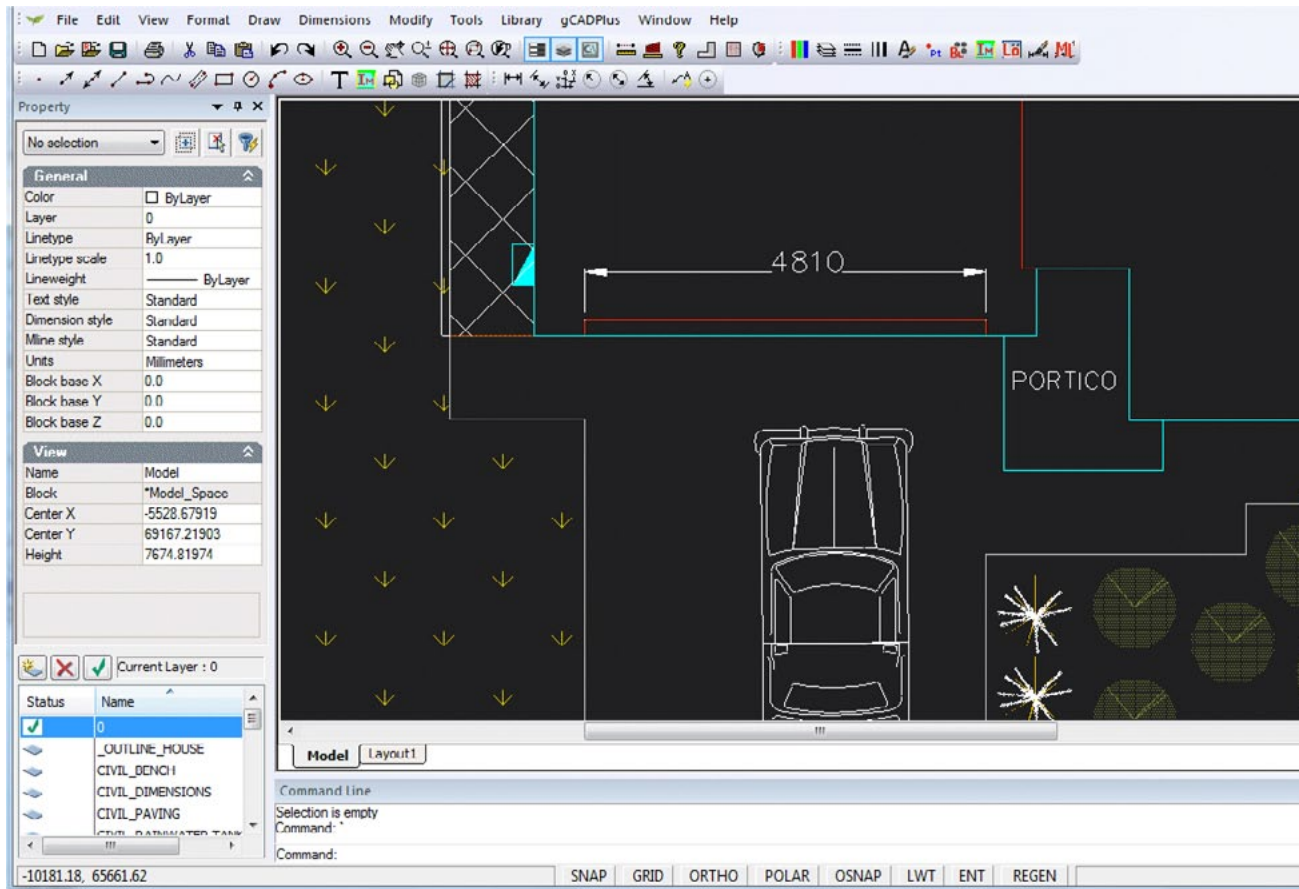 File Edit View Format Draw Dimensions Modify Tools Library gCADPlus Window Help
Property
No selection
General
Color ByLayer
Layer 0
Linetype ByLayer
Linetype scale 1.0
Lineweight ByLayer
Text style Standard
Dimension style Standard
Mline style Standard
Units Millimeters
Block base X 0.0
Block base Y 0.0
Block base Z 0.0
View
Name Model
Block *Model_Space
Center X -5528.67919
Center Y 69167.21903
Height 7674.81974
Current Layer : 0
Status Name
0
_OUTLINE_HOUSE
CIVIL_BENCH
CIVIL_DIMENSIONS
CIVIL_PAVING
CIVIL_RAINWATER_TANK
4810
PORTICO
Model Layout1
Command Line
Selection is empty
Command: `
Command:
-10181.18, 65661.62 SNAP GRID ORTHO POLAR OSNAP LWT ENT REGEN